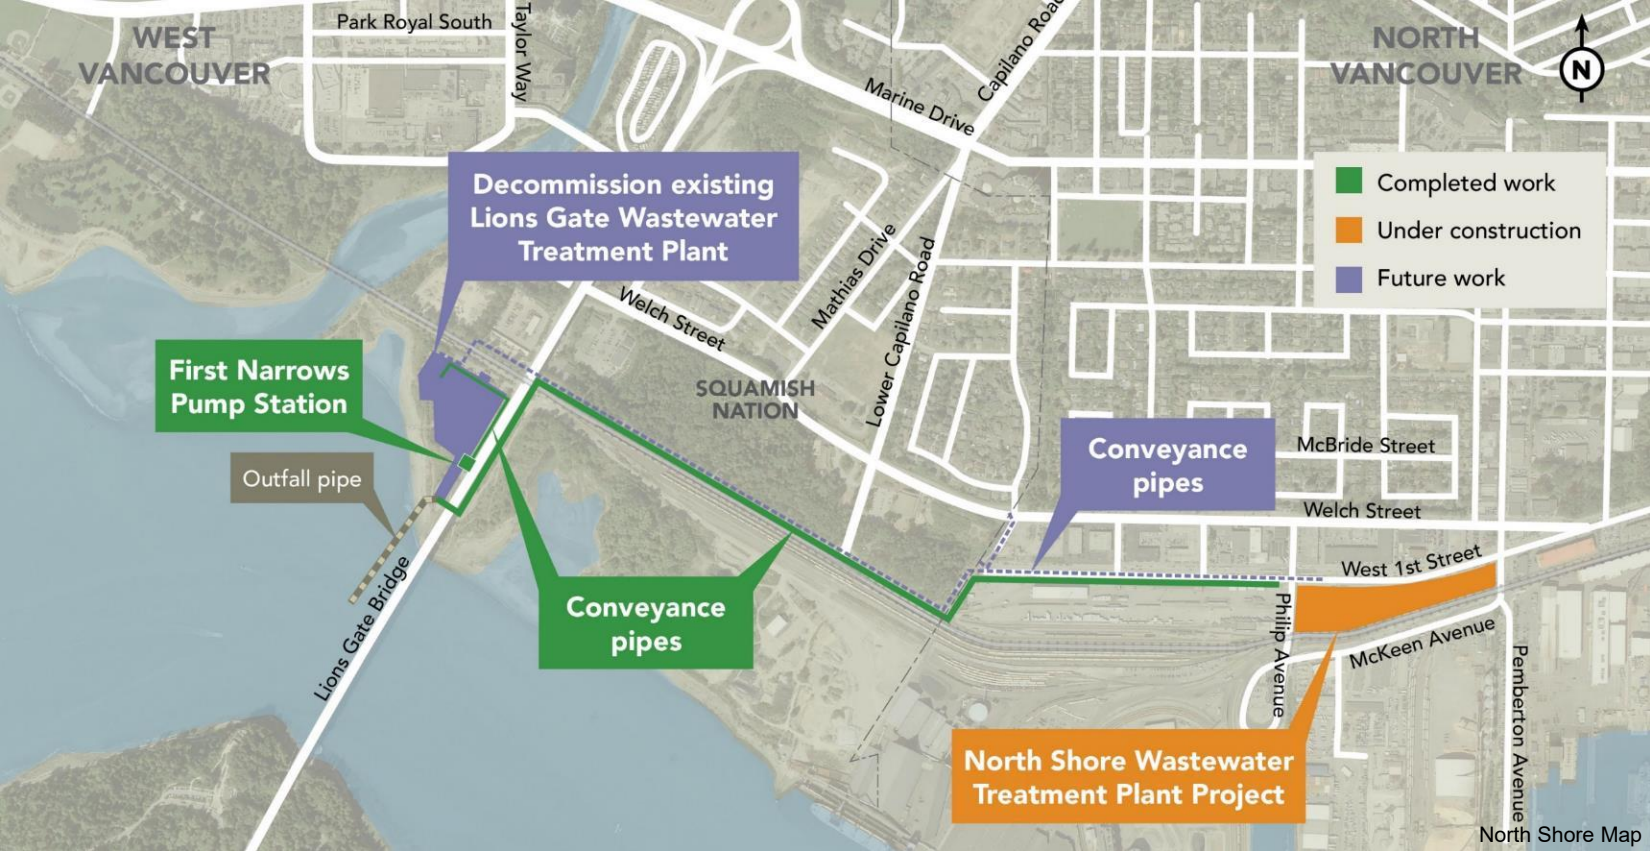 Park Royal South
Taylor Way
WEST
VANCOUVER
Capilano Road
Marine Drive
NORTH
VANCOUVER
N
Completed work
Under construction
Future work
Decommission existing
Lions Gate Wastewater
Treatment Plant
Mathias Drive
Lower Capilano Road
Welch Street
First Narrows
Pump Station
SQUAMISH
NATION
Outfall pipe
Conveyance
pipes
McBride Street
Welch Street
West 1st Street
Lions Gate Bridge
Conveyance
pipes
Philip Avenue
McKeen Avenue
Pemberton Avenue
North Shore Wastewater
Treatment Plant Project
North Shore Map